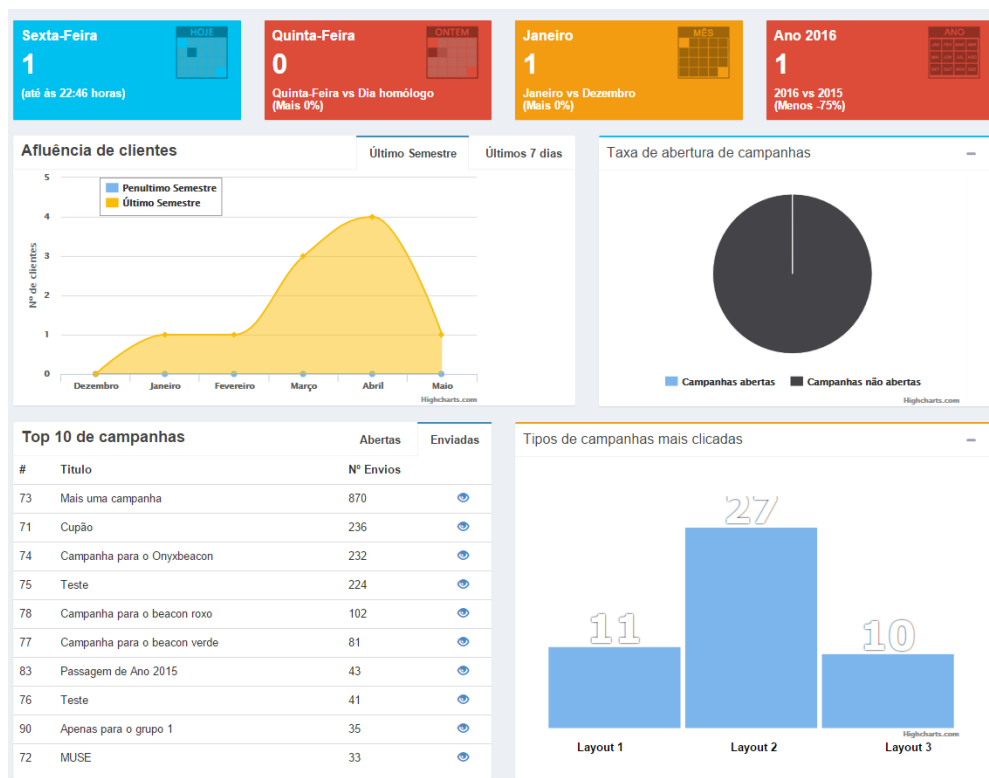 Sexta-Feira
HOJE
1
(até às 22:46 horas)
Quinta-Feira
ONTEM
0
Quinta-Feira vs Dia homólogo
(Mais 0%)
Janeiro
MÊS
1
Janeiro vs Dezembro
(Mais 0%)
Ano 2016
ANO
1
2016 vs 2015
(Menos -75%)
Afluência de clientes
Último Semestre
Últimos 7 dias
Penultimo Semestre
Último Semestre
Nº de clientes
5
4
3
2
1
0
Dezembro Janeiro Fevereiro Março Abril Maio
Highcharts.com
Taxa de abertura de campanhas
Campanhas abertas Campanhas não abertas
Highcharts.com
Top 10 de campanhas
Abertas
Enviadas
# Titulo Nº Envios
73 Mais uma campanha 870
71 Cupão 236
74 Campanha para o Onyxbeacon 232
75 Teste 224
78 Campanha para o beacon roxo 102
77 Campanha para o beacon verde 81
83 Passagem de Ano 2015 43
76 Teste 41
90 Apenas para o grupo 1 35
72 MUSE 33
Tipos de campanhas mais clicadas
11
27
10
Highcharts.com
Layout 1 Layout 2 Layout 3